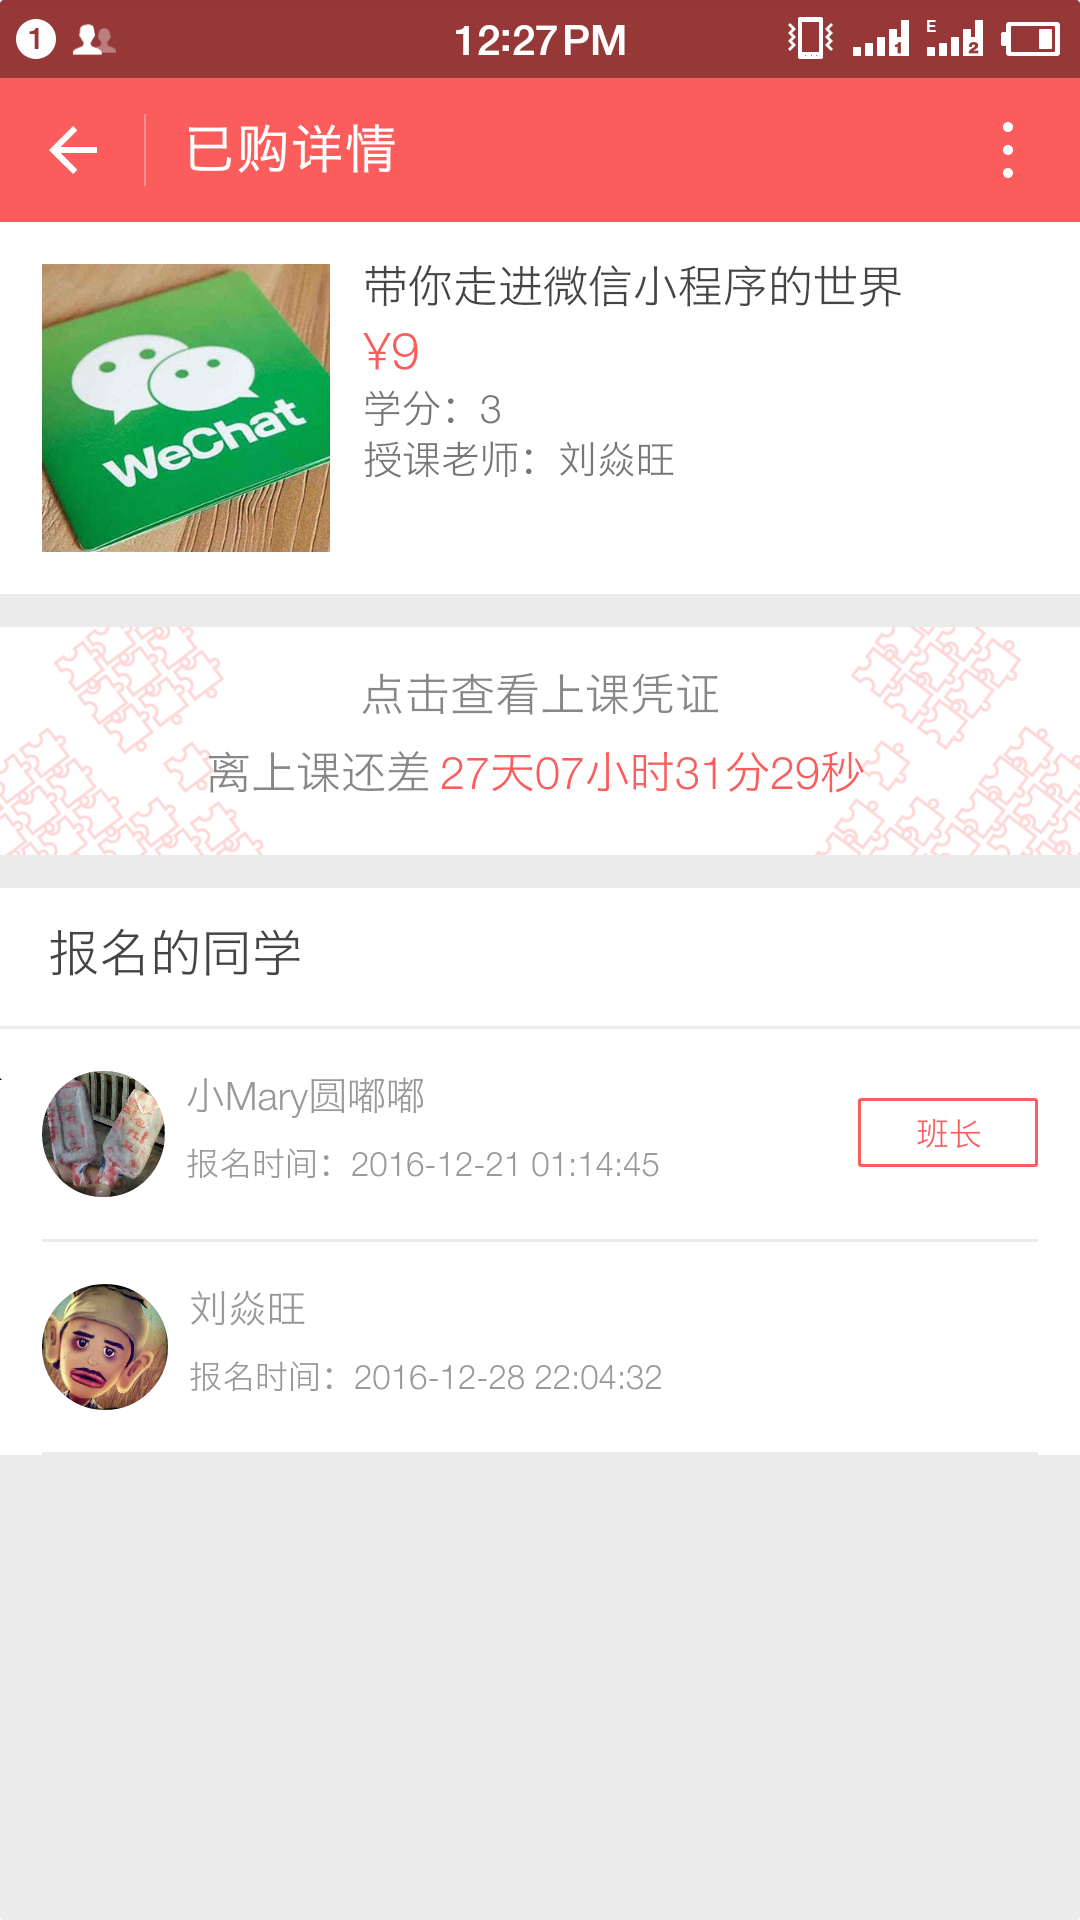 1
12:27PM
1
E
2
已购详情
WeChat
带你走进微信小程序的世界
¥9
学分：3
授课老师：刘焱旺
点击查看上课凭证
离上课还差 27天07小时31分29秒
报名的同学
小Mary圆嘟嘟
报名时间：2016-12-21 01:14:45
班长
刘焱旺
报名时间：2016-12-28 22:04:32